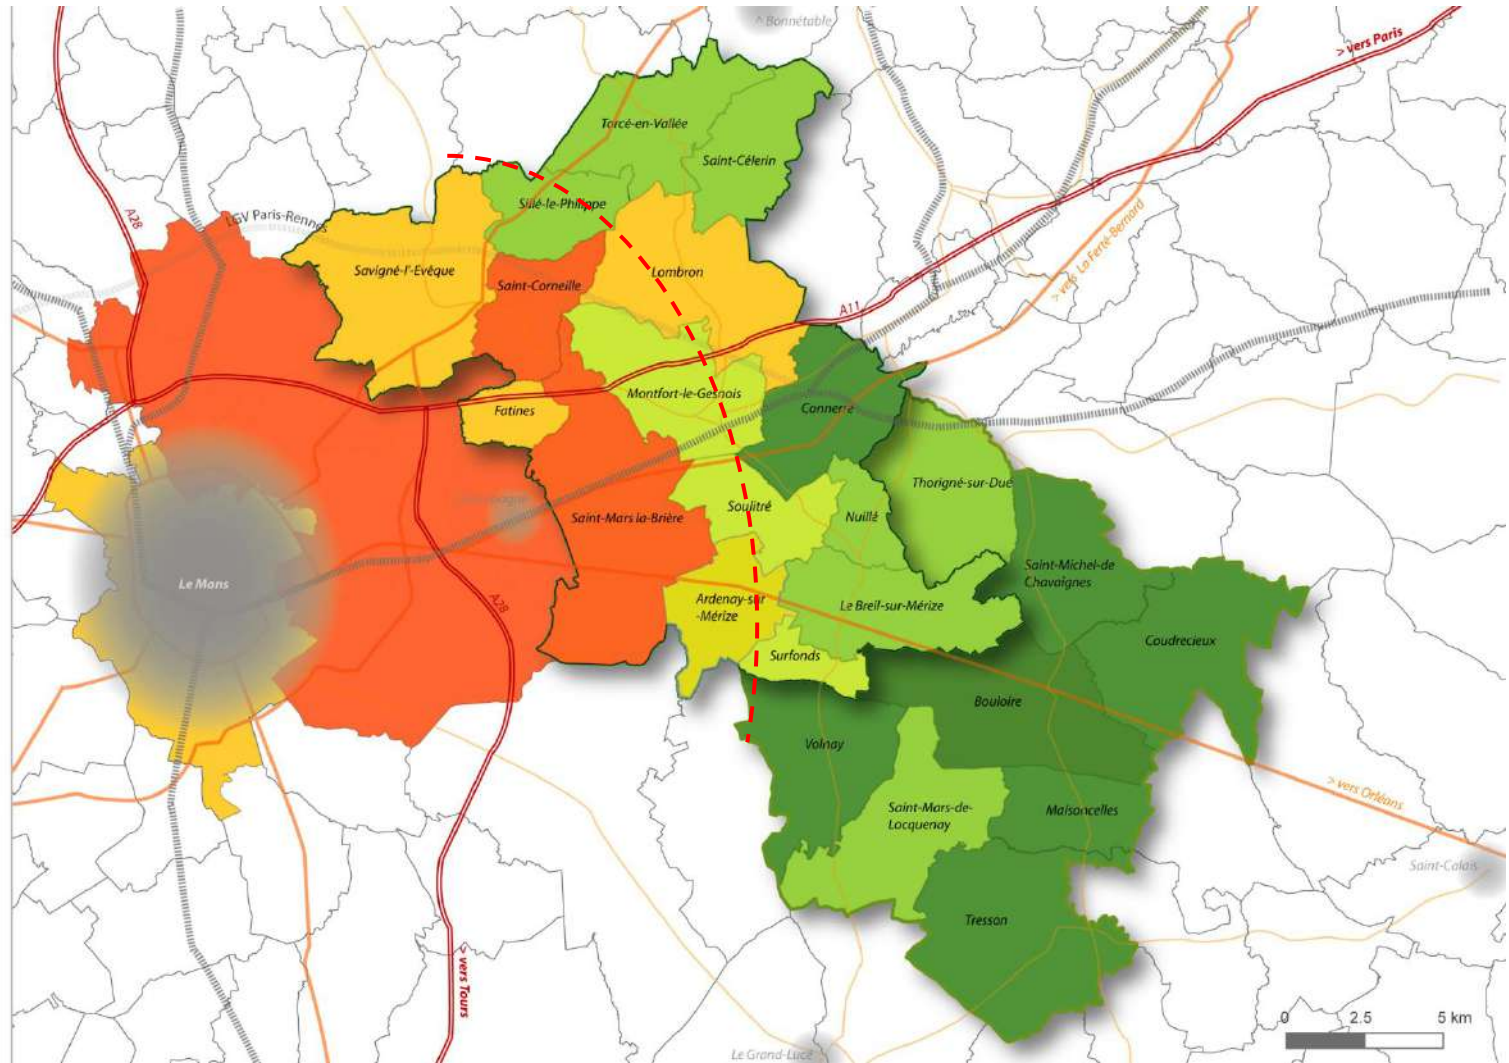 ^ Bonnétable
> vers Paris
Torcé-en-Vallée
Saint-Célerin
A28
LGV Paris-Rennes
Sillé-le-Philippe
> vers La Ferté-Bernard
Savigné-l'Evêque
Lombron
Saint-Corneille
A11
Montfort-le-Gesnois
Fatines
Connerré
Thorigné-sur-Dué
Soulitré
Nuillé
Saint-Mars la-Brière
Le Mans
Saint-Michel-de
Chavaignes
A28
Ardenay-sur
-Mérize
Le Breil-sur-Mérize
Coudrecieux
Surfonds
Bouloire
Volnay
> vers Orléans
Saint-Mars-de-
Locquenay
Maisoncelles
Saint-Calais
Tresson
> vers Tours
0 2.5 5 km
Le Grand-Lucé